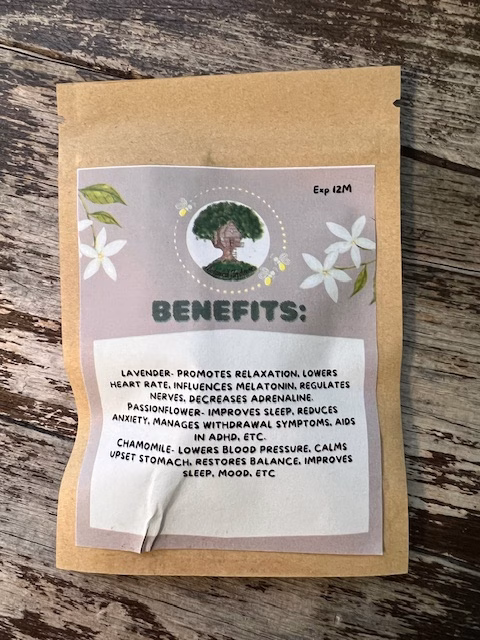 Exp 12M
BENEFITS:
LAVENDER- PROMOTES RELAXATION, LOWERS
HEART RATE, INFLUENCES MELATONIN, REGULATES
NERVES, DECREASES ADRENALINE.
PASSIONFLOWER- IMPROVES SLEEP, REDUCES
ANXIETY, MANAGES WITHDRAWAL SYMPTOMS, AIDS
IN ADHD, ETC.
CHAMOMILE- LOWERS BLOOD PRESSURE, CALMS
UPSET STOMACH, RESTORES BALANCE, IMPROVES
SLEEP, MOOD, ETC